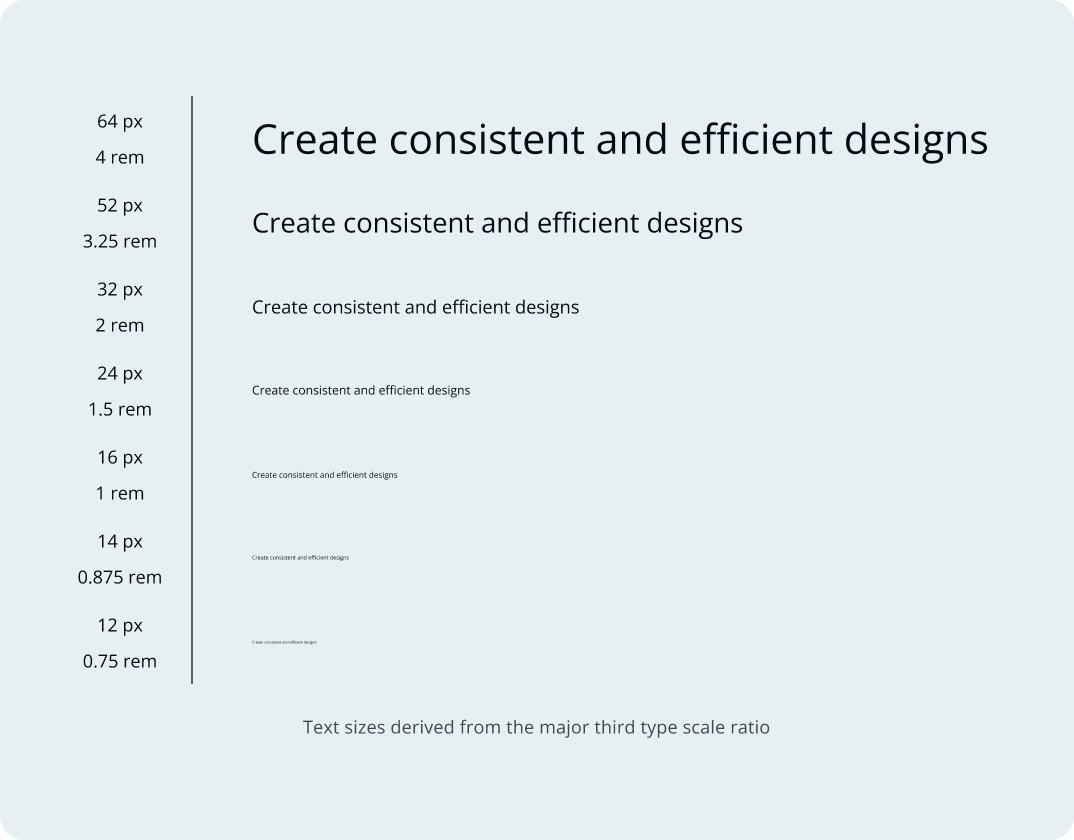 64 px
4 rem
Create consistent and efficient designs
52 px
3.25 rem
Create consistent and efficient designs
32 px
2 rem
Create consistent and efficient designs
24 px
1.5 rem
Create consistent and efficient designs
16 px
1 rem
Create consistent and efficient designs
14 px
0.875 rem
Create consistent and efficient designs
12 px
0.75 rem
Create consistent and efficient designs
Text sizes derived from the major third type scale ratio